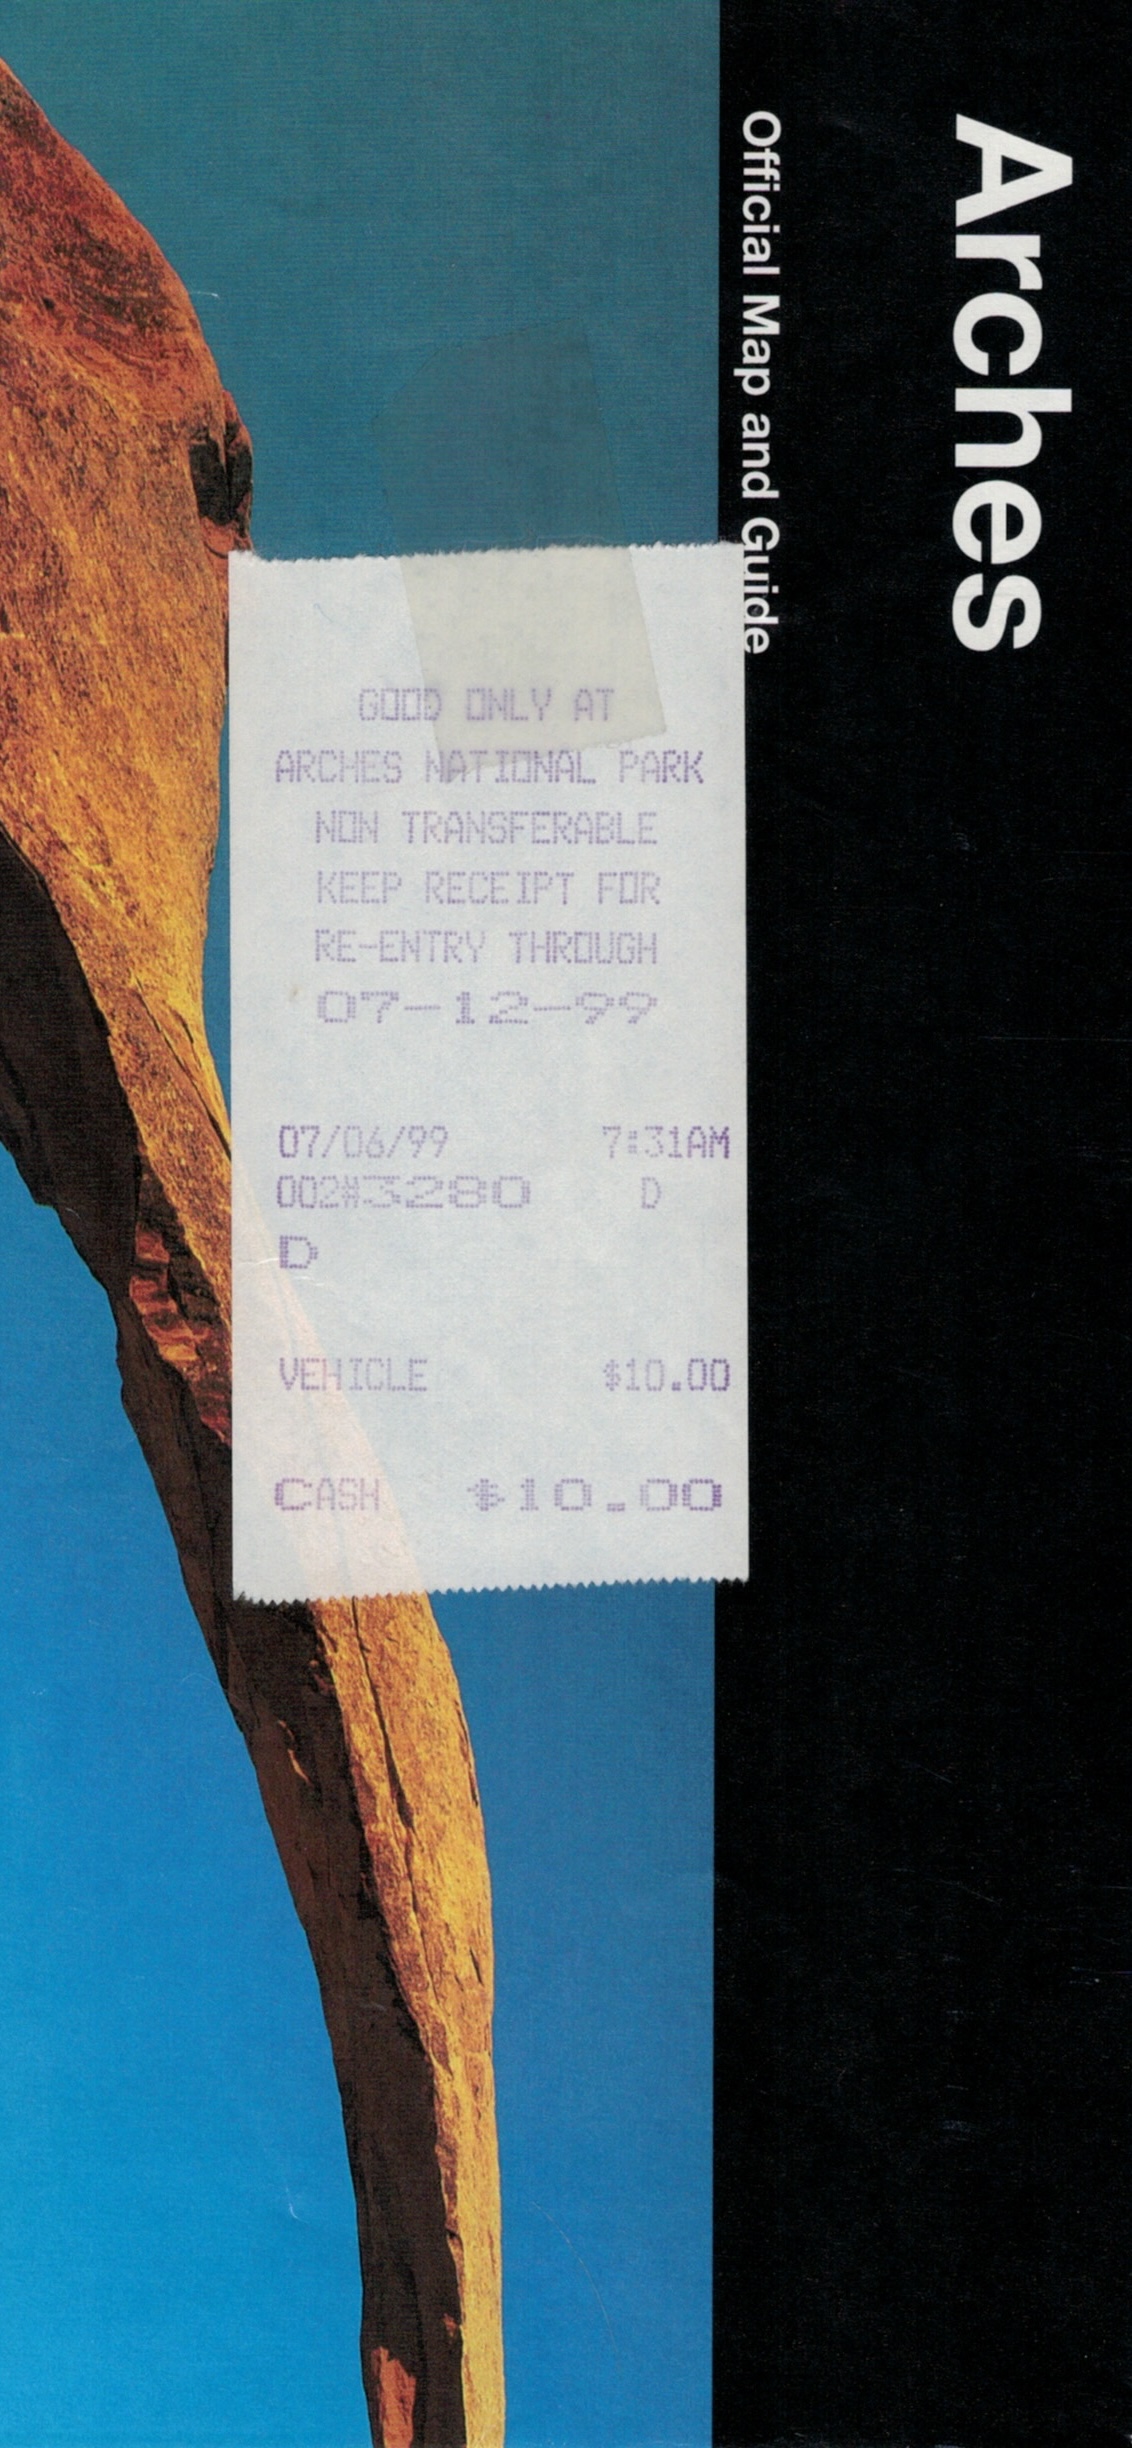 Arches
Official Map and Guide
GOOD ONLY AT
ARCHES NATIONAL PARK
NON TRANSFERABLE
KEEP RECEIPT FOR
RE-ENTRY THROUGH
07-12-99
07/06/99 7:31AM
002#3280 D
D
VEHICLE $10.00
CASH $10.00